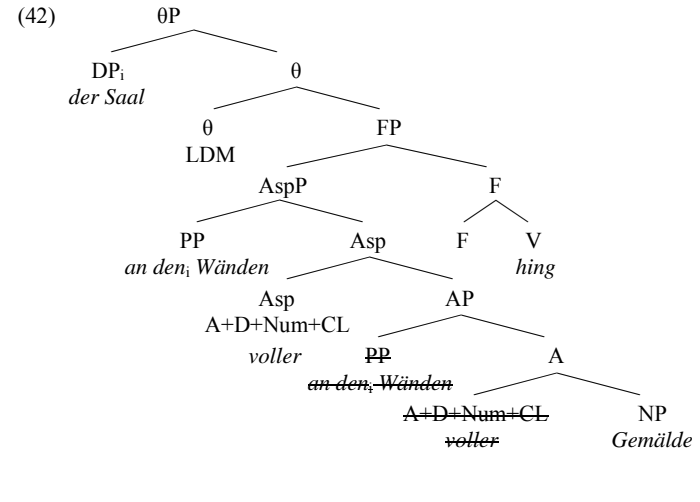 (42) θP
DPᵢ θ
der Saal
θ FP
LDM
AspP F
PP Asp F V
an denᵢ Wänden hing
Asp AP
A+D+Num+CL
voller PP A
an denᵢ Wänden
A+D+Num+CL NP
voller Gemälde